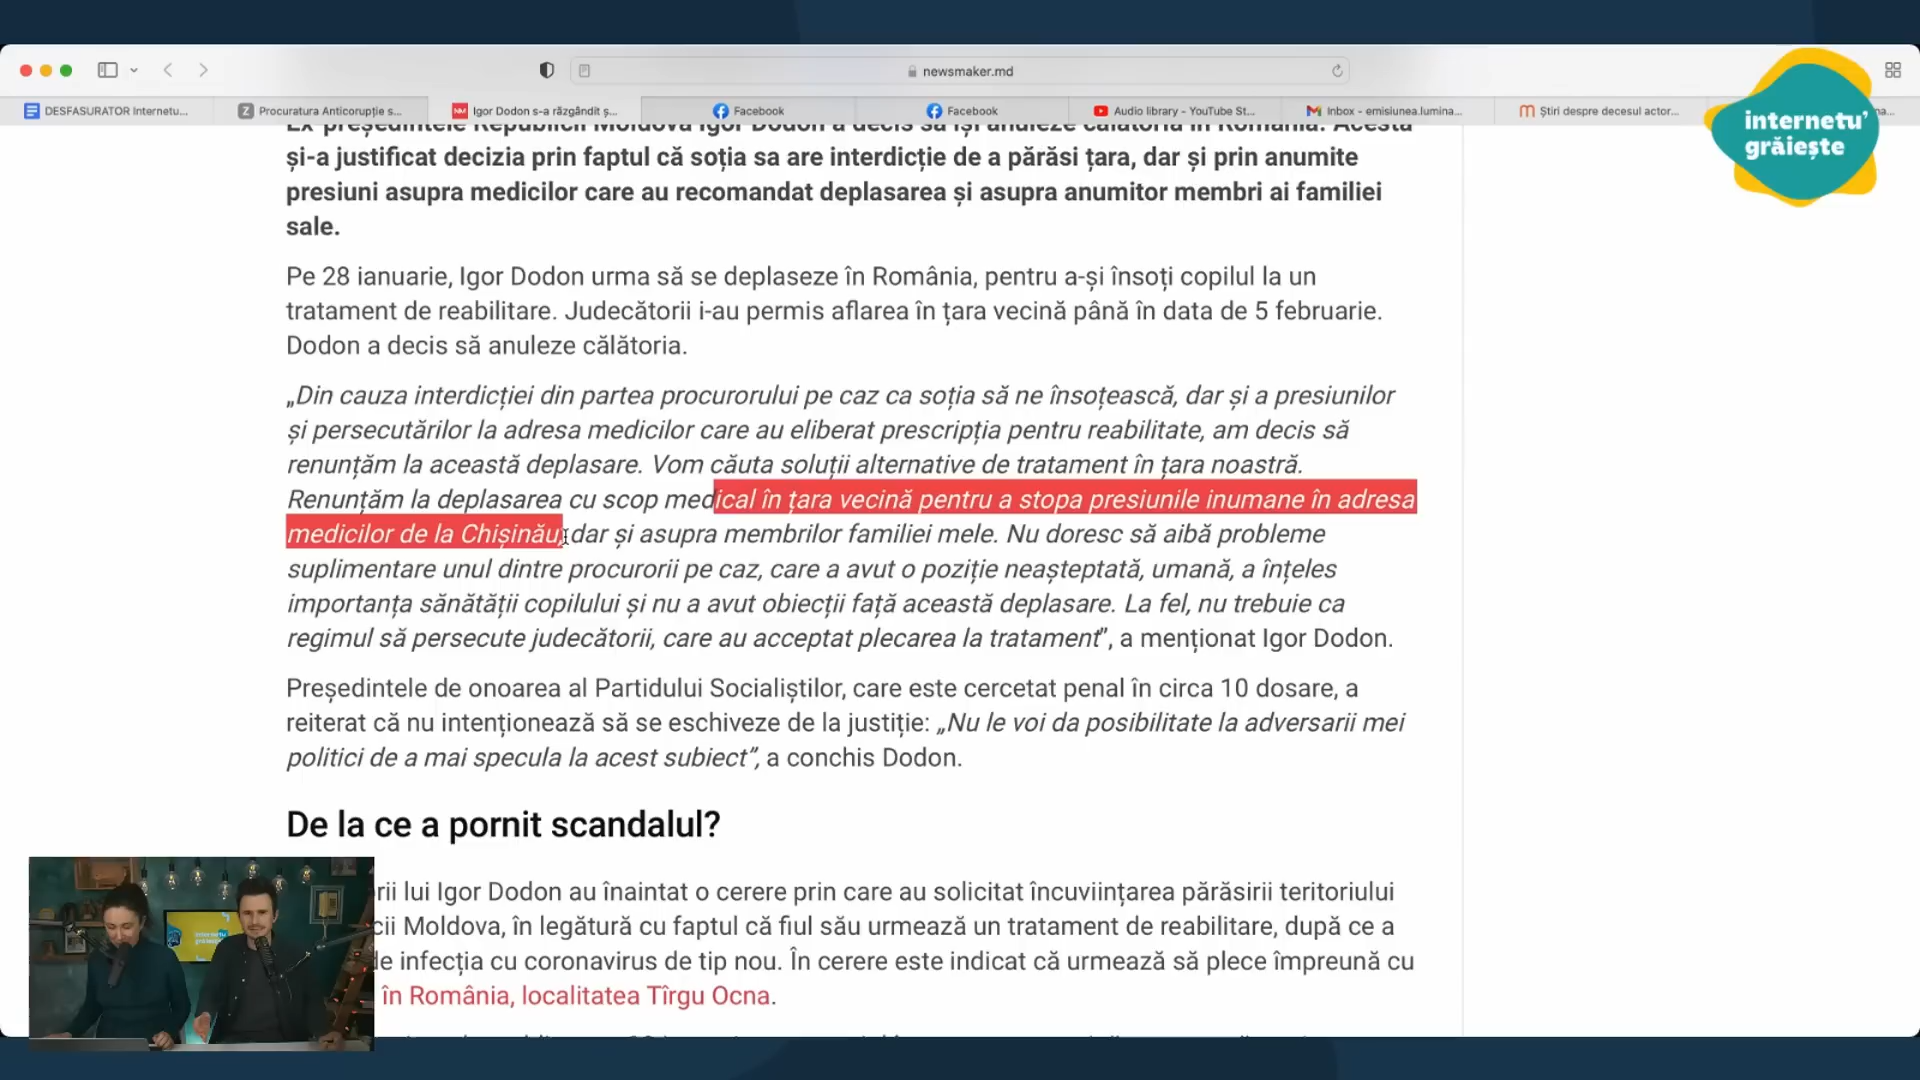 newsmaker.md
DESFASURATOR Internetu...
Procuratura Anticorupție s...
Igor Dodon s-a răzgândit ș...
Facebook
Facebook
Audio library - YouTube St...
Inbox - emisiunea.lumina...
Știri despre decesul actor...
internetu'
grăiește
Ex-președintele Republicii Moldova Igor Dodon a decis să își anuleze călătoria în România. Acesta
și-a justificat decizia prin faptul că soția sa are interdicție de a părăsi țara, dar și prin anumite
presiuni asupra medicilor care au recomandat deplasarea și asupra anumitor membri ai familiei
sale.
Pe 28 ianuarie, Igor Dodon urma să se deplaseze în România, pentru a-și însoți copilul la un
tratament de reabilitare. Judecătorii i-au permis aflarea în țara vecină până în data de 5 februarie.
Dodon a decis să anuleze călătoria.
„Din cauza interdicției din partea procurorului pe caz ca soția să ne însoțească, dar și a presiunilor
și persecutărilor la adresa medicilor care au eliberat prescripția pentru reabilitate, am decis să
renunțăm la această deplasare. Vom căuta soluții alternative de tratament în țara noastră.
Renunțăm la deplasarea cu scop medical în țara vecină pentru a stopa presiunile inumane în adresa
medicilor de la Chișinău, dar și asupra membrilor familiei mele. Nu doresc să aibă probleme
suplimentare unul dintre procurorii pe caz, care a avut o poziție neașteptată, umană, a înțeles
importanța sănătății copilului și nu a avut obiecții față această deplasare. La fel, nu trebuie ca
regimul să persecute judecătorii, care au acceptat plecarea la tratament”, a menționat Igor Dodon.
Președintele de onoarea al Partidului Socialiștilor, care este cercetat penal în circa 10 dosare, a
reiterat că nu intenționează să se eschiveze de la justiție: „Nu le voi da posibilitate la adversarii mei
politici de a mai specula la acest subiect”, a conchis Dodon.
De la ce a pornit scandalul?
rii lui Igor Dodon au înaintat o cerere prin care au solicitat încuviințarea părăsirii teritoriului
cii Moldova, în legătură cu faptul că fiul său urmează un tratament de reabilitare, după ce a
de infecția cu coronavirus de tip nou. În cerere este indicat că urmează să plece împreună cu
în România, localitatea Tîrgu Ocna.